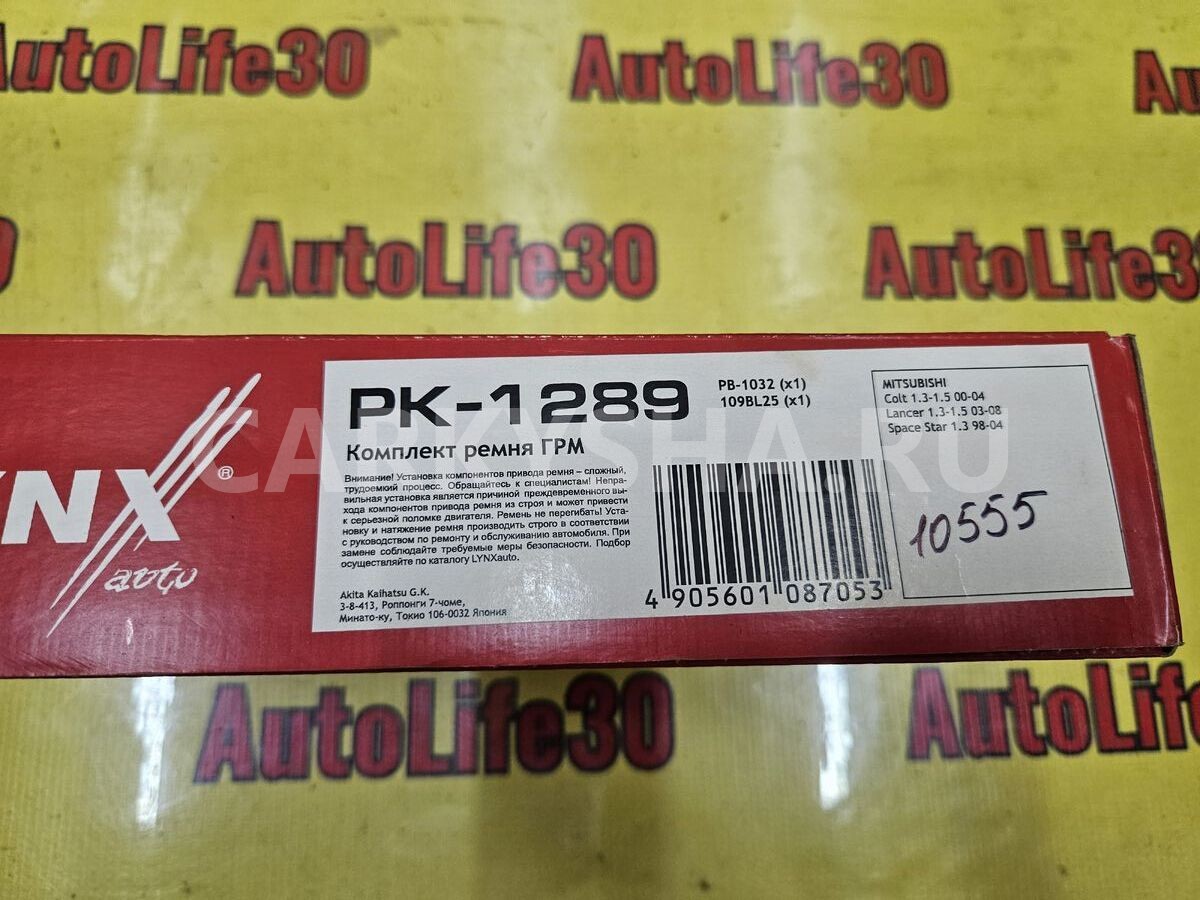 AutoLife30
AutoLife30
AutoLife30
AutoLife30
LYNX®
auto
PK-1289
Комплект ремня ГРМ
PB-1032 (x1)
109BL25 (x1)
Внимание! Установка компонентов привода ремня – сложный,
трудоемкий процесс. Обращайтесь к специалистам! Непра-
вильная установка является причиной преждевременного вы-
хода компонентов привода ремня из строя и может привести
к серьезной поломке двигателя. Ремень не перегибать! Уста-
новку и натяжение ремня производить строго в соответствии
с руководством по ремонту и обслуживанию автомобиля. При
замене соблюдайте требуемые меры безопасности. Подбор
осуществляйте по каталогу LYNXauto.
Akita Kaihatsu G.K.
3-8-413, Роппонги 7-чоме,
Минато-ку, Токио 106-0032 Япония
4 905601 087053
MITSUBISHI
Colt 1.3-1.5 00-04
Lancer 1.3-1.5 03-08
Space Star 1.3 98-04
10555
CARKYSHA.RU
AutoLife30
AutoLife30